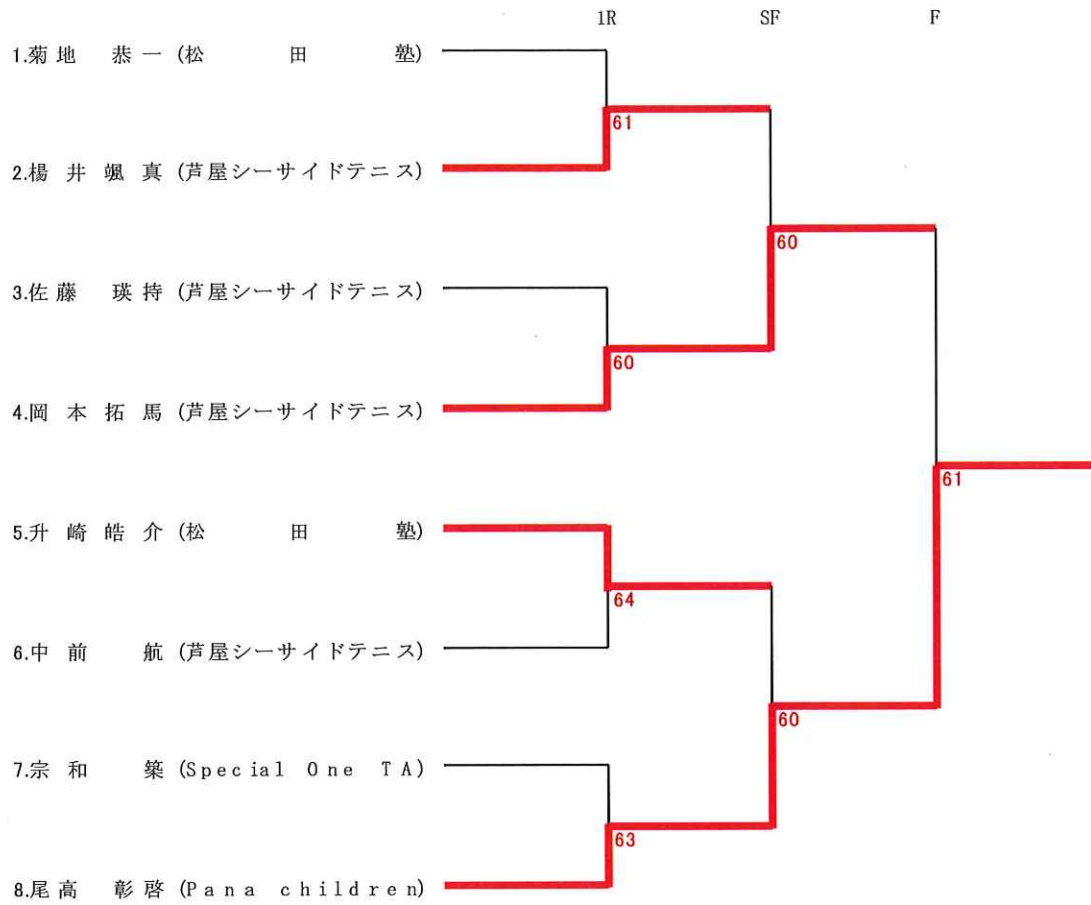 1R SF F
1.菊地 恭一 (松田塾)
61
2.楊井颯真 (芦屋シーサイドテニス)
60
3.佐藤 瑛持 (芦屋シーサイドテニス)
60
4.岡本拓馬 (芦屋シーサイドテニス)
61
5.升崎皓介 (松田塾)
64
6.中前 航 (芦屋シーサイドテニス)
60
7.宗和 築 (Special One TA)
63
8.尾高 彰啓 (Pana children)